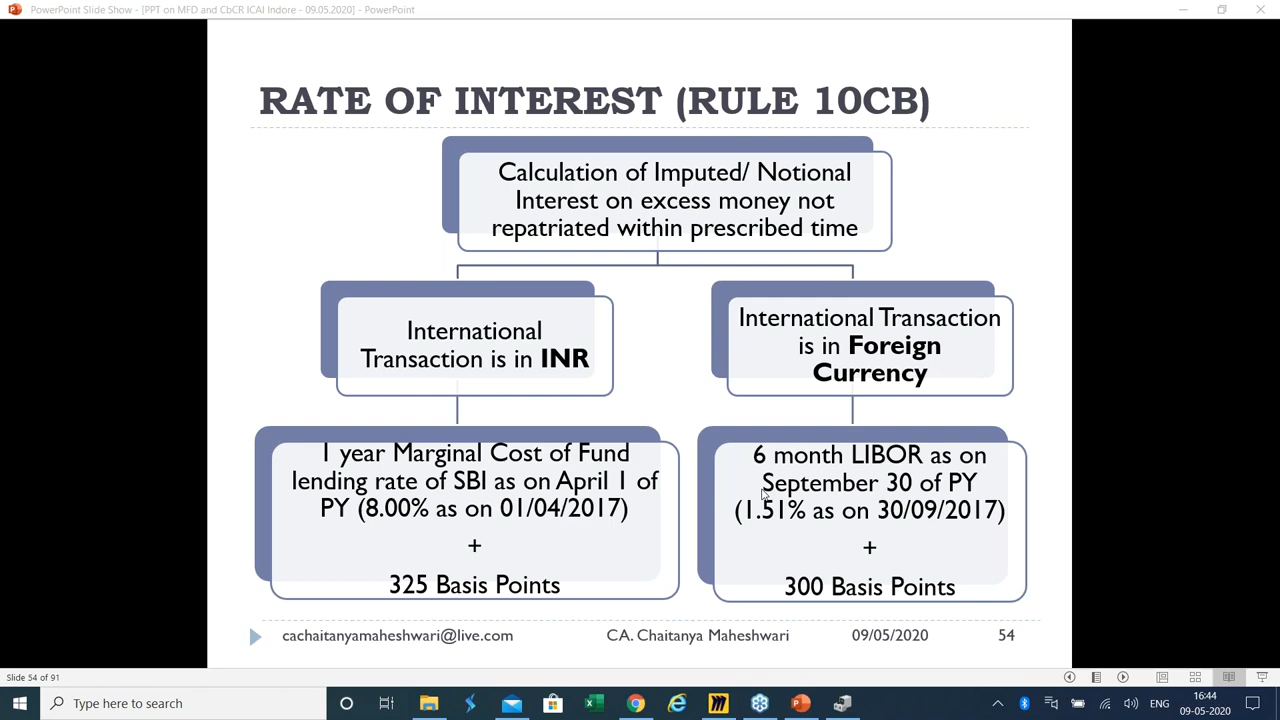 PowerPoint Slide Show - [PPT on MFD and CbCR ICAI Indore - 09.05.2020] - PowerPoint
RATE OF INTEREST (RULE 10CB)
Calculation of Imputed/ Notional
Interest on excess money not
repatriated within prescribed time
International
Transaction is in INR
International Transaction
is in Foreign
Currency
1 year Marginal Cost of Fund
lending rate of SBI as on April 1 of
PY (8.00% as on 01/04/2017)
+
325 Basis Points
6 month LIBOR as on
September 30 of PY
(1.51% as on 30/09/2017)
+
300 Basis Points
cachaitanyamaheshwari@live.com CA. Chaitanya Maheshwari 09/05/2020 54
Slide 54 of 91
Type here to search
ENG
16:44
09-05-2020